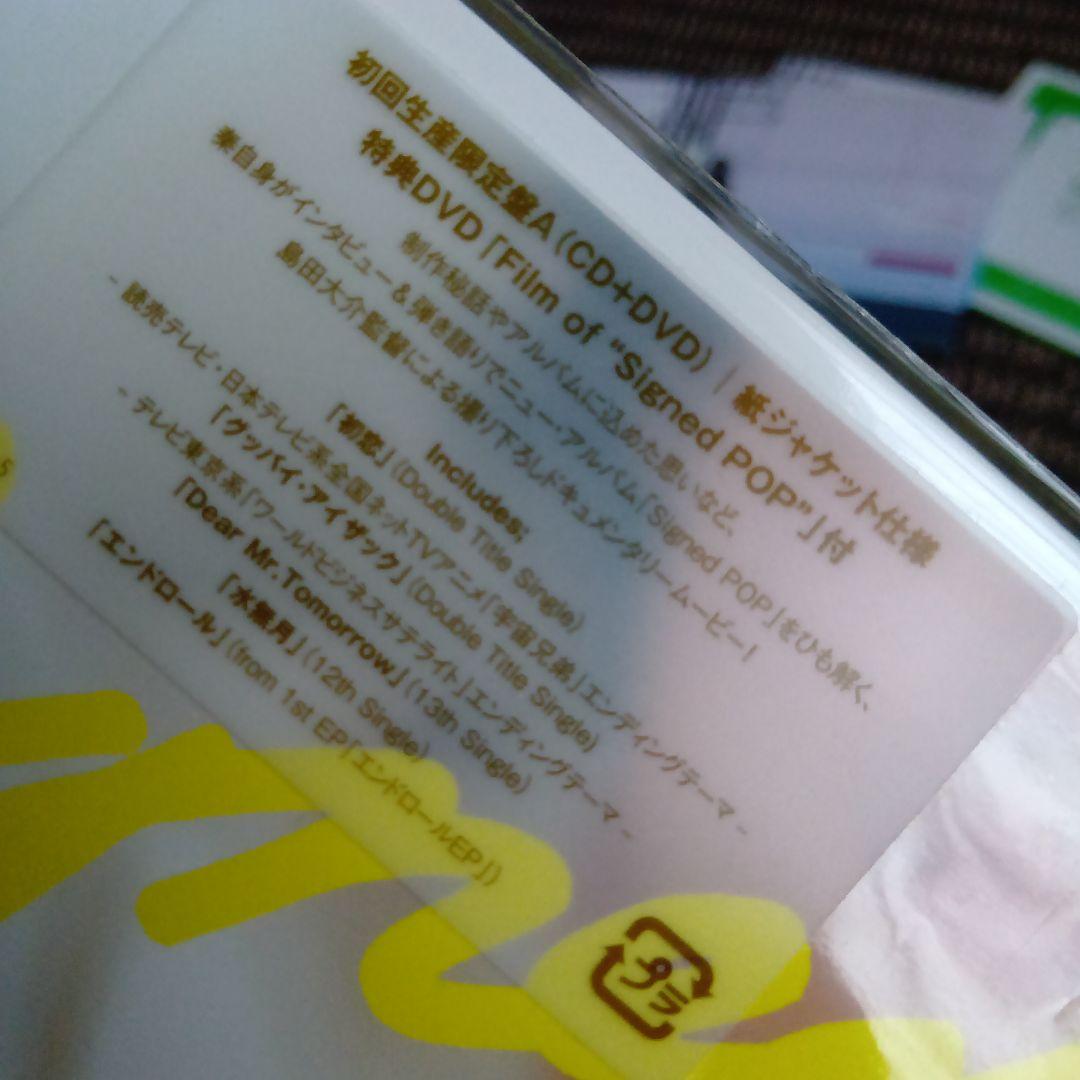 初回生産限定盤A(CD+DVD)|紙ジャケット仕様
特典DVD「Film of "Signed POP"」付
制作秘話やアルバムに込めた思いなど、
楽自身がインタビュー&弾き語りでニュー・アルバム「Signed POP」をひも解く、
島田大介監督による撮り下ろしドキュメンタリームービー!
Includes;
「初恋」(Double Title Single)
- 読売テレビ・日本テレビ系全国ネットTVアニメ「宇宙兄弟」エンディングテーマ -
「グッバイ・アイザック」(Double Title Single)
- テレビ東京系「ワールドビジネスサテライト」エンディングテーマ -
「Dear Mr.Tomorrow」(13th Single)
「水無月」(12th Single)
「エンドロール」(from 1st EP「エンドロールEP」)
プラ
5